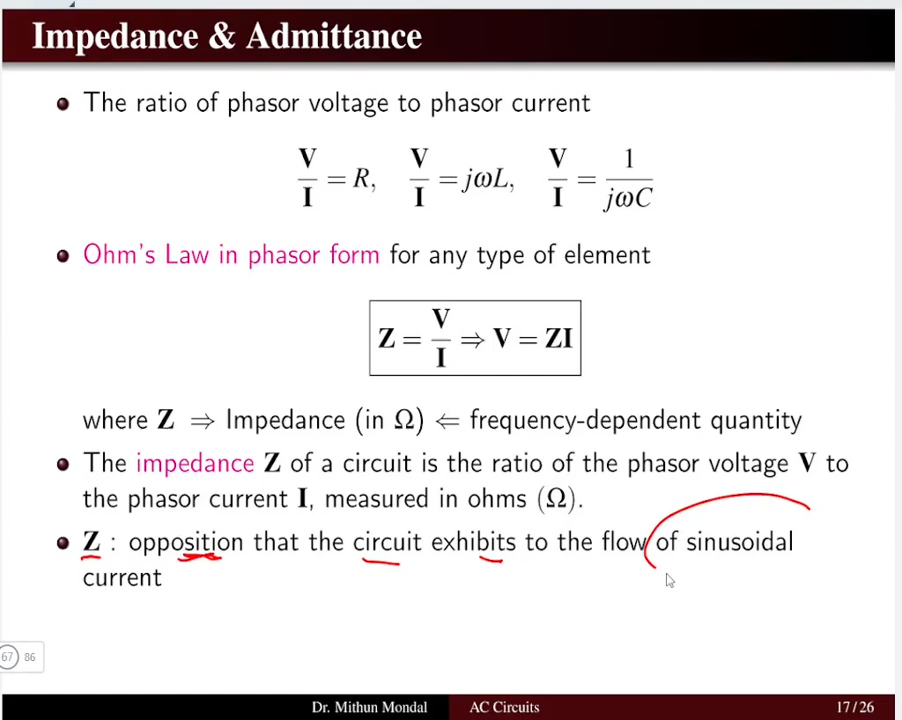 Impedance & Admittance
The ratio of phasor voltage to phasor current
V/I = R, V/I = jωL, V/I = 1/jωC
Ohm's Law in phasor form for any type of element
Z = V/I ⇒ V = ZI
where Z ⇒ Impedance (in Ω) ⇐ frequency-dependent quantity
The impedance Z of a circuit is the ratio of the phasor voltage V to
the phasor current I, measured in ohms (Ω).
Z : opposition that the circuit exhibits to the flow of sinusoidal
current
67 86
Dr. Mithun Mondal AC Circuits 17 / 26